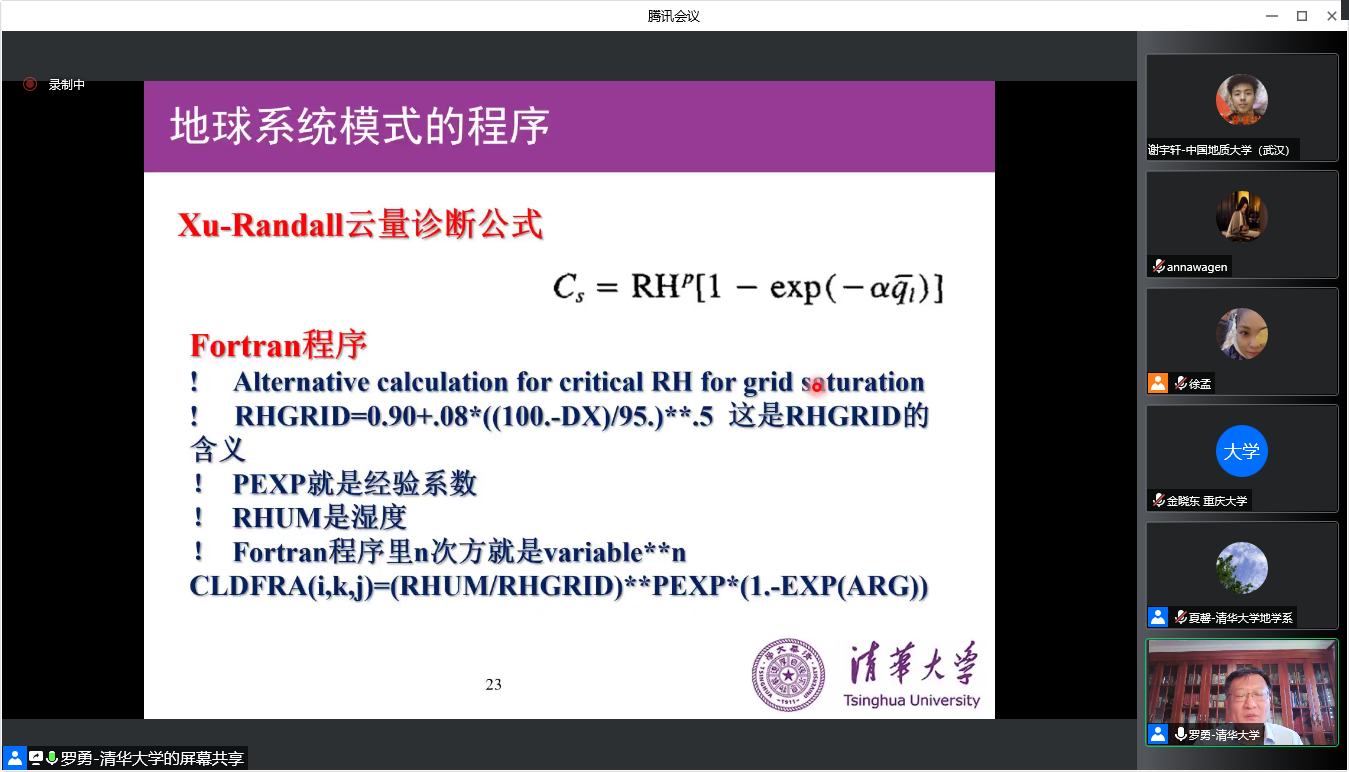 腾讯会议
录制中
地球系统模式的程序
Xu-Randall云量诊断公式
Cₛ = RHᵖ[1 − exp(−αq̄ₗ)]
Fortran程序
! Alternative calculation for critical RH for grid saturation
! RHGRID=0.90+.08*((100.-DX)/95.)**.5 这是RHGRID的
含义
! PEXP就是经验系数
! RHUM是湿度
! Fortran程序里n次方就是variable**n
CLDFRA(i,k,j)=(RHUM/RHGRID)**PEXP*(1.-EXP(ARG))
23
清華大学
Tsinghua University
罗勇-清华大学的屏幕共享
谢宇轩-中国地质大学（武汉）
annawagen
徐孟
大学
金晓东 重庆大学
夏馨-清华大学地学系
罗勇-清华大学